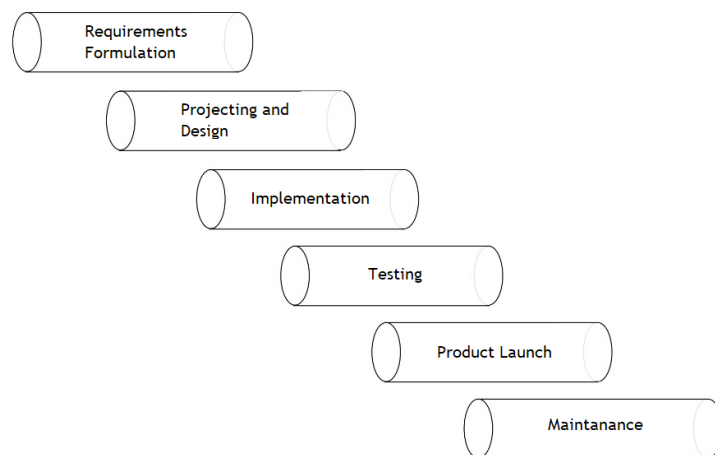 Requirements
Formulation
Projecting and
Design
Implementation
Testing
Product Launch
Maintanance